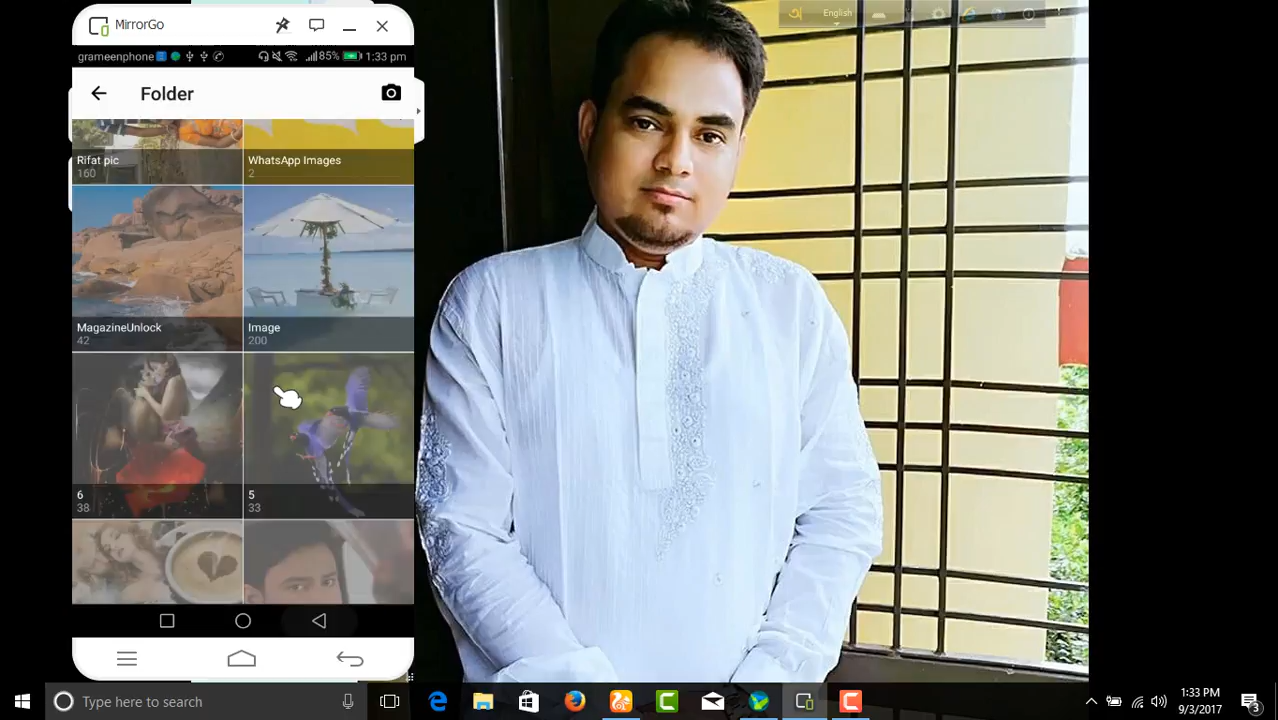 MirrorGo
grameenphone 85% 1:33 pm
Folder
Rifat pic
160
WhatsApp Images
2
MagazineUnlock
42
Image
200
6
38
5
33
অ English
Type here to search
1:33 PM
9/3/2017
3